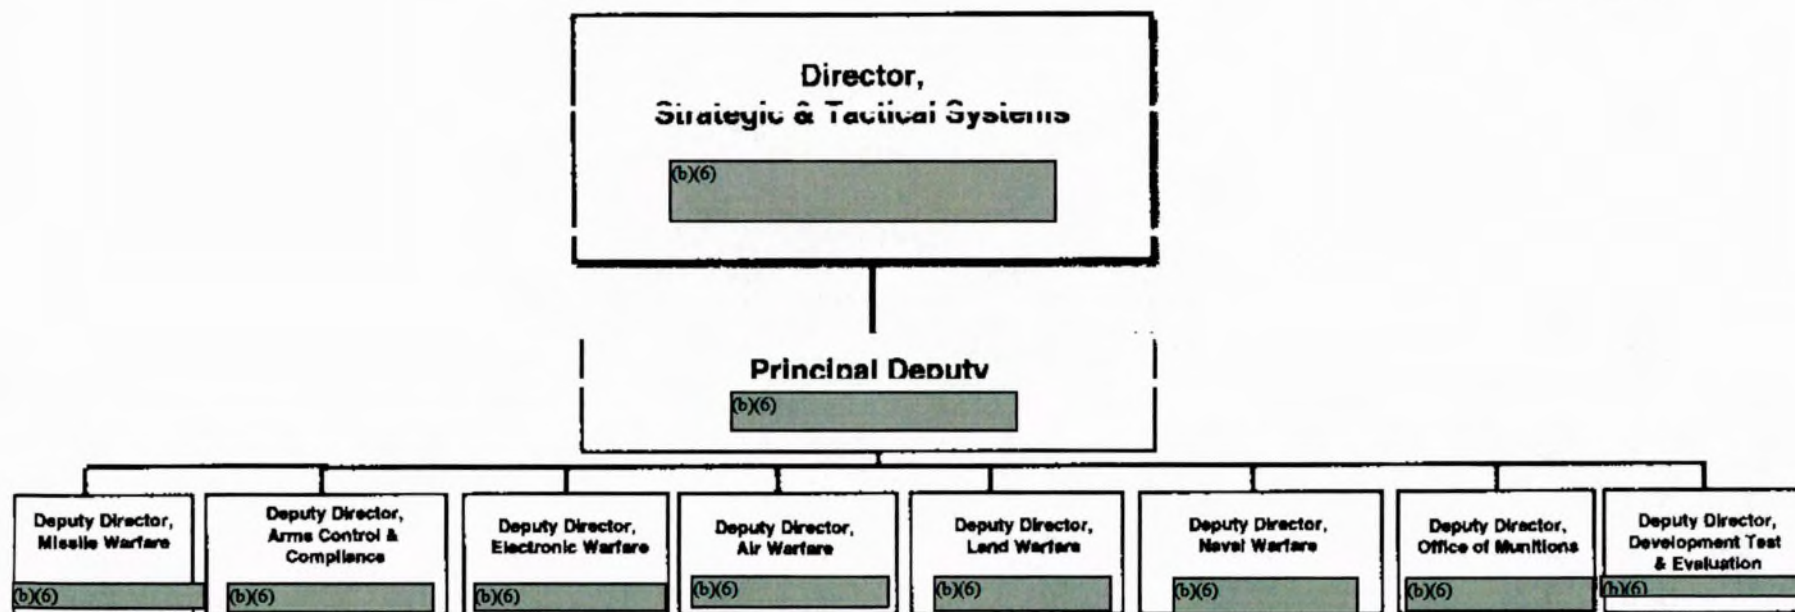 Director,
Strategic & Tactical Systems
(b)(6)
Principal Deputy
(b)(6)
Deputy Director,
Missile Warfare
(b)(6)
Deputy Director,
Arms Control &
Compliance
(b)(6)
Deputy Director,
Electronic Warfare
(b)(6)
Deputy Director,
Air Warfare
(b)(6)
Deputy Director,
Land Warfare
(b)(6)
Deputy Director,
Naval Warfare
(b)(6)
Deputy Director,
Office of Munitions
(b)(6)
Deputy Director,
Development Test
& Evaluation
(b)(6)